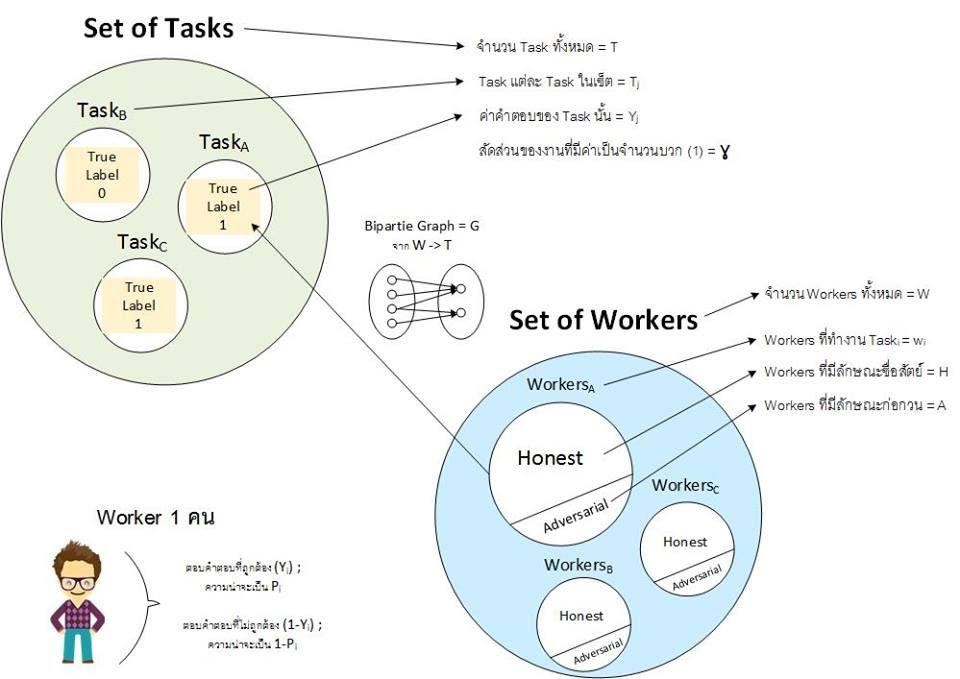 Set of Tasks
จำนวน Task ทั้งหมด = T
Task แต่ละ Task ในเซ็ต = Tj
ค่าคำตอบของ Task นั้น = Yj
สัดส่วนของงานที่มีค่าเป็นจำนวนบวก (1) = Ɣ
TaskB
True
Label
0
TaskA
True
Label
1
TaskC
True
Label
1
Bipartie Graph = G
จาก W -> T
Set of Workers
จำนวน Workers ทั้งหมด = W
Workers ที่ทำงาน Taski = wi
Workers ที่มีลักษณะซื่อสัตย์ = H
Workers ที่มีลักษณะก่อกวน = A
WorkersA
Honest
Adversarial
WorkersC
Honest
Adversarial
WorkersB
Honest
Adversarial
Worker 1 คน
ตอบคำตอบที่ถูกต้อง (Yj) ;
ความน่าจะเป็น Pj
ตอบคำตอบที่ไม่ถูกต้อง (1-Yj) ;
ความน่าจะเป็น 1-Pj